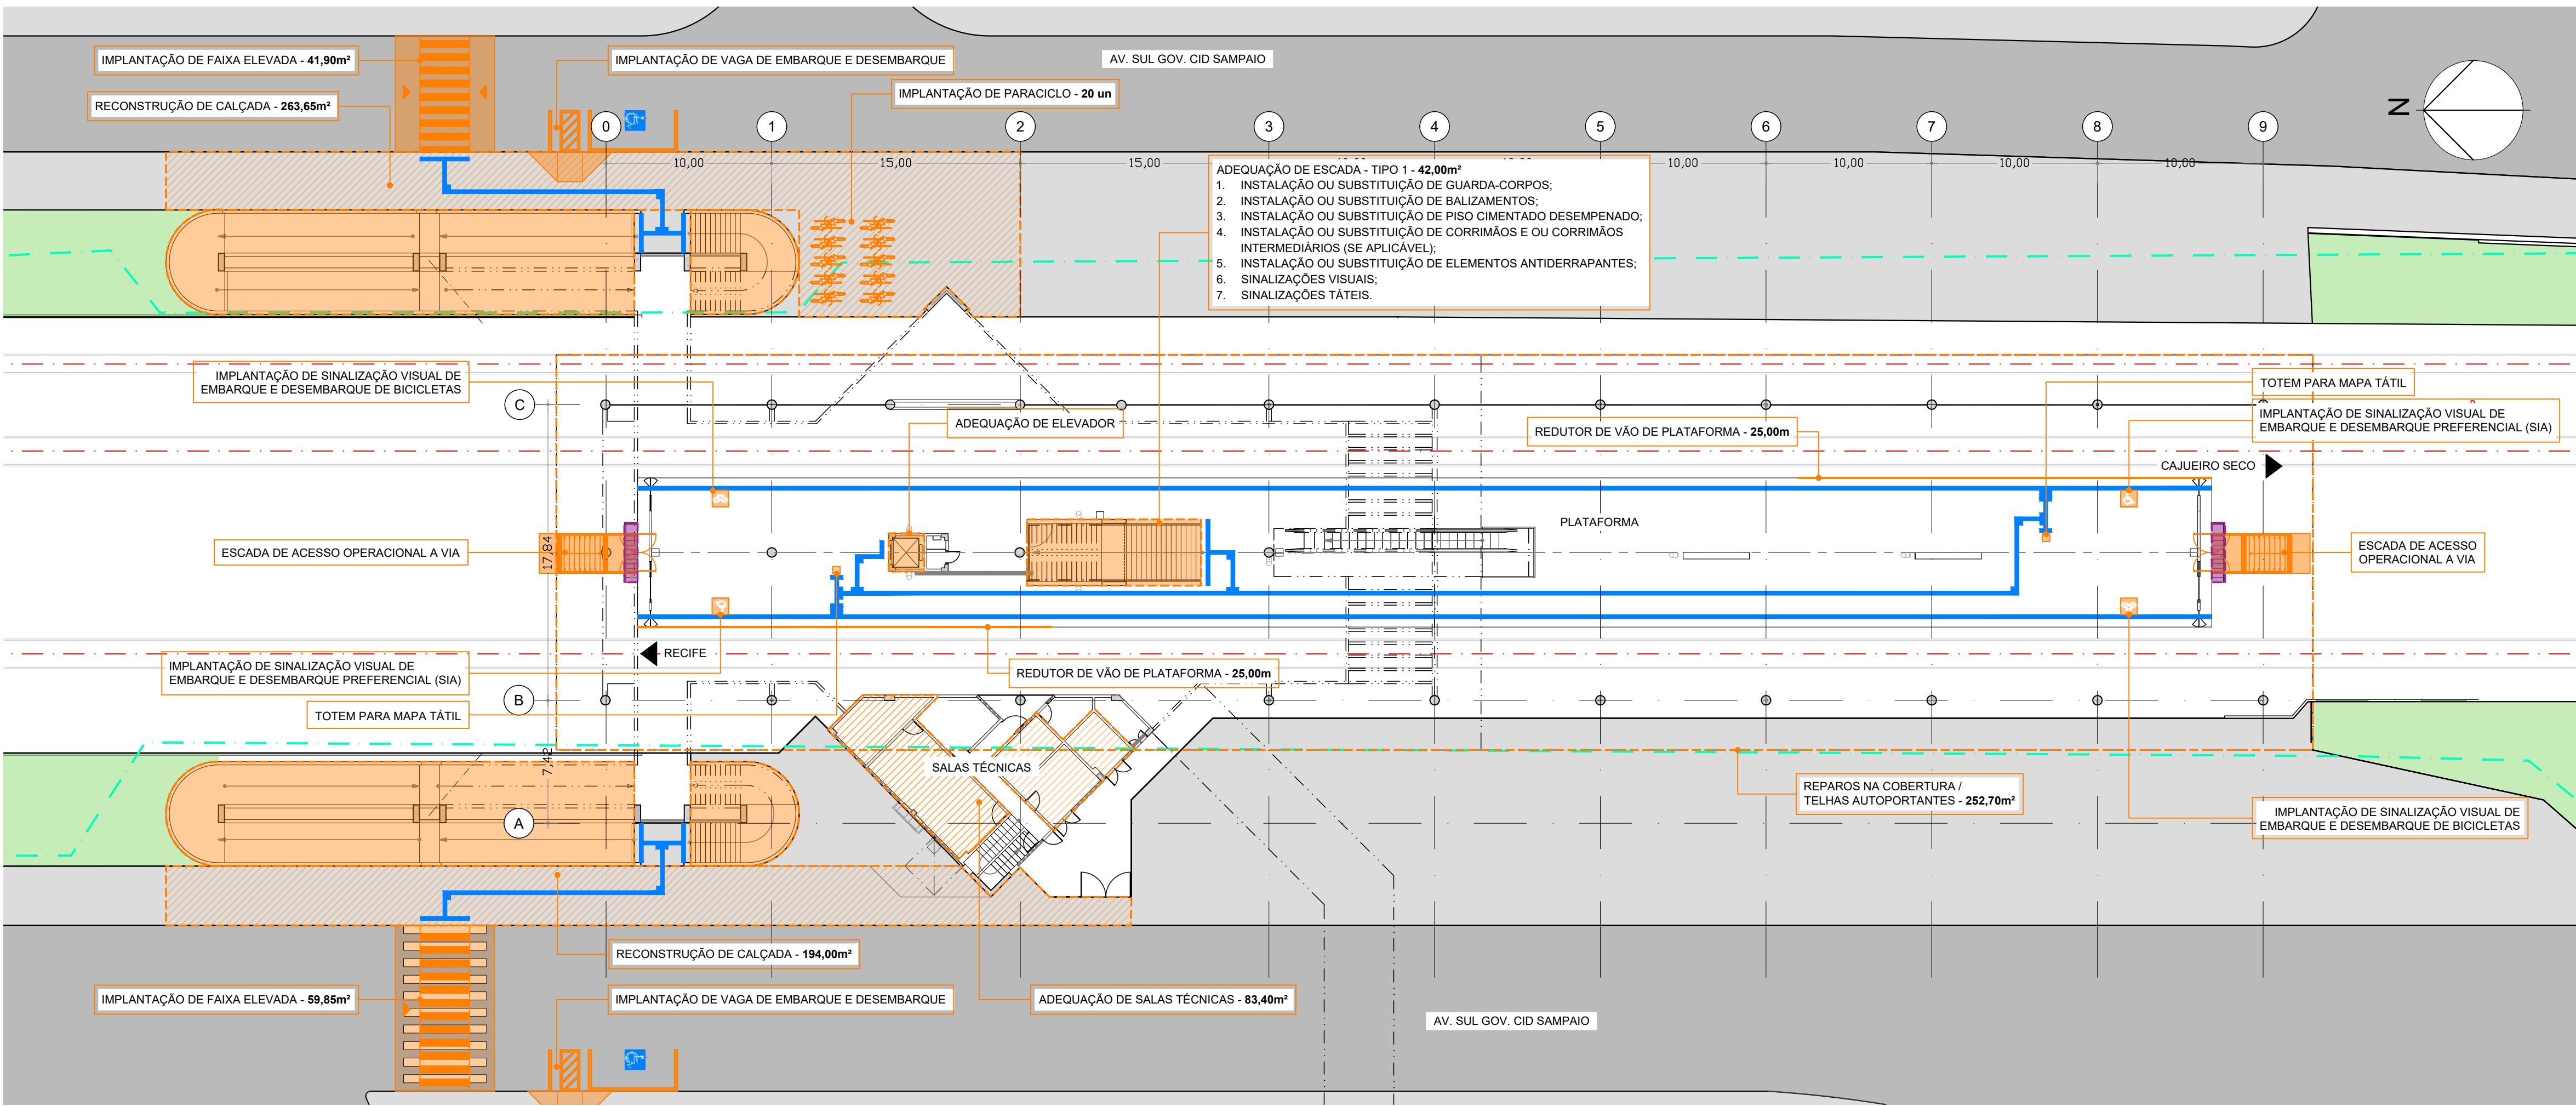 IMPLANTAÇÃO DE FAIXA ELEVADA - 41,90m²
IMPLANTAÇÃO DE VAGA DE EMBARQUE E DESEMBARQUE
AV. SUL GOV. CID SAMPAIO
RECONSTRUÇÃO DE CALÇADA - 263,65m²
IMPLANTAÇÃO DE PARACICLO - 20 un
N
0
1
2
3
4
5
6
7
8
9
10,00
15,00
15,00
10,00
10,00
10,00
10,00
ADEQUAÇÃO DE ESCADA - TIPO 1 - 42,00m²
1. INSTALAÇÃO OU SUBSTITUIÇÃO DE GUARDA-CORPOS;
2. INSTALAÇÃO OU SUBSTITUIÇÃO DE BALIZAMENTOS;
3. INSTALAÇÃO OU SUBSTITUIÇÃO DE PISO CIMENTADO DESEMPENADO;
4. INSTALAÇÃO OU SUBSTITUIÇÃO DE CORRIMÃOS E OU CORRIMÃOS
INTERMEDIÁRIOS (SE APLICÁVEL);
5. INSTALAÇÃO OU SUBSTITUIÇÃO DE ELEMENTOS ANTIDERRAPANTES;
6. SINALIZAÇÕES VISUAIS;
7. SINALIZAÇÕES TÁTEIS.
IMPLANTAÇÃO DE SINALIZAÇÃO VISUAL DE
EMBARQUE E DESEMBARQUE DE BICICLETAS
TOTEM PARA MAPA TÁTIL
C
ADEQUAÇÃO DE ELEVADOR
REDUTOR DE VÃO DE PLATAFORMA - 25,00m
IMPLANTAÇÃO DE SINALIZAÇÃO VISUAL DE
EMBARQUE E DESEMBARQUE PREFERENCIAL (SIA)
CAJUEIRO SECO
PLATAFORMA
ESCADA DE ACESSO OPERACIONAL A VIA
17,84
ESCADA DE ACESSO
OPERACIONAL A VIA
RECIFE
IMPLANTAÇÃO DE SINALIZAÇÃO VISUAL DE
EMBARQUE E DESEMBARQUE PREFERENCIAL (SIA)
REDUTOR DE VÃO DE PLATAFORMA - 25,00m
B
TOTEM PARA MAPA TÁTIL
7,42
SALAS TÉCNICAS
REPAROS NA COBERTURA /
TELHAS AUTOPORTANTES - 252,70m²
A
IMPLANTAÇÃO DE SINALIZAÇÃO VISUAL DE
EMBARQUE E DESEMBARQUE DE BICICLETAS
RECONSTRUÇÃO DE CALÇADA - 194,00m²
IMPLANTAÇÃO DE FAIXA ELEVADA - 59,85m²
IMPLANTAÇÃO DE VAGA DE EMBARQUE E DESEMBARQUE
ADEQUAÇÃO DE SALAS TÉCNICAS - 83,40m²
AV. SUL GOV. CID SAMPAIO